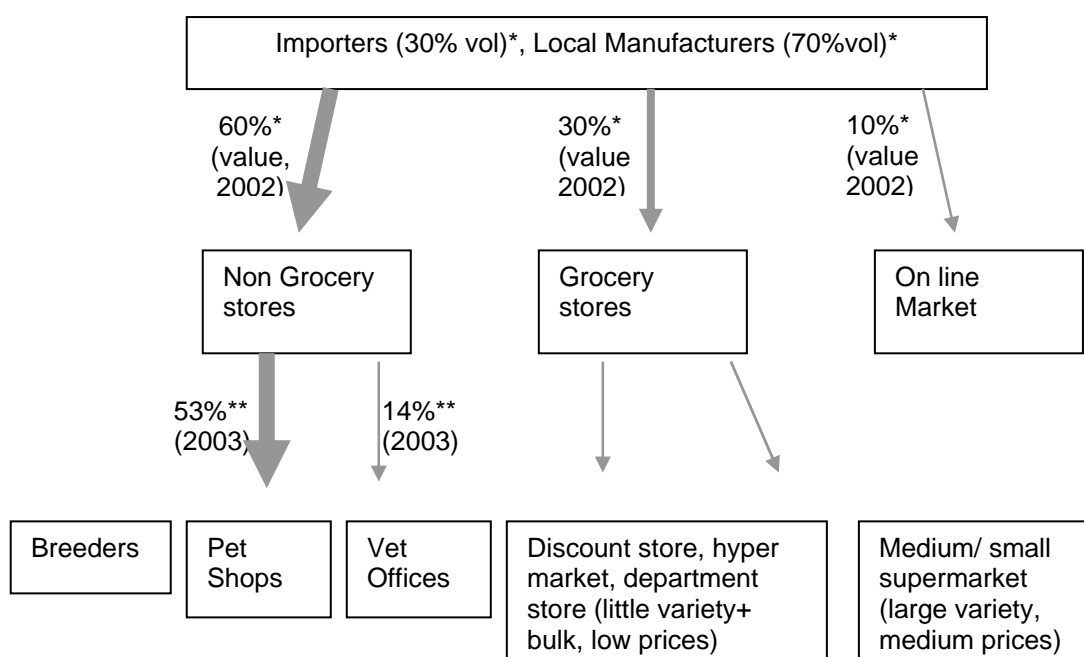 Importers (30% vol)*, Local Manufacturers (70%vol)*
60%*
(value,
2002)
30%*
(value
2002)
10%*
(value
2002)
Non Grocery
stores
Grocery
stores
On line
Market
53%**
(2003)
14%**
(2003)
Breeders
Pet
Shops
Vet
Offices
Discount store, hyper
market, department
store (little variety+
bulk, low prices)
Medium/ small
supermarket
(large variety,
medium prices)